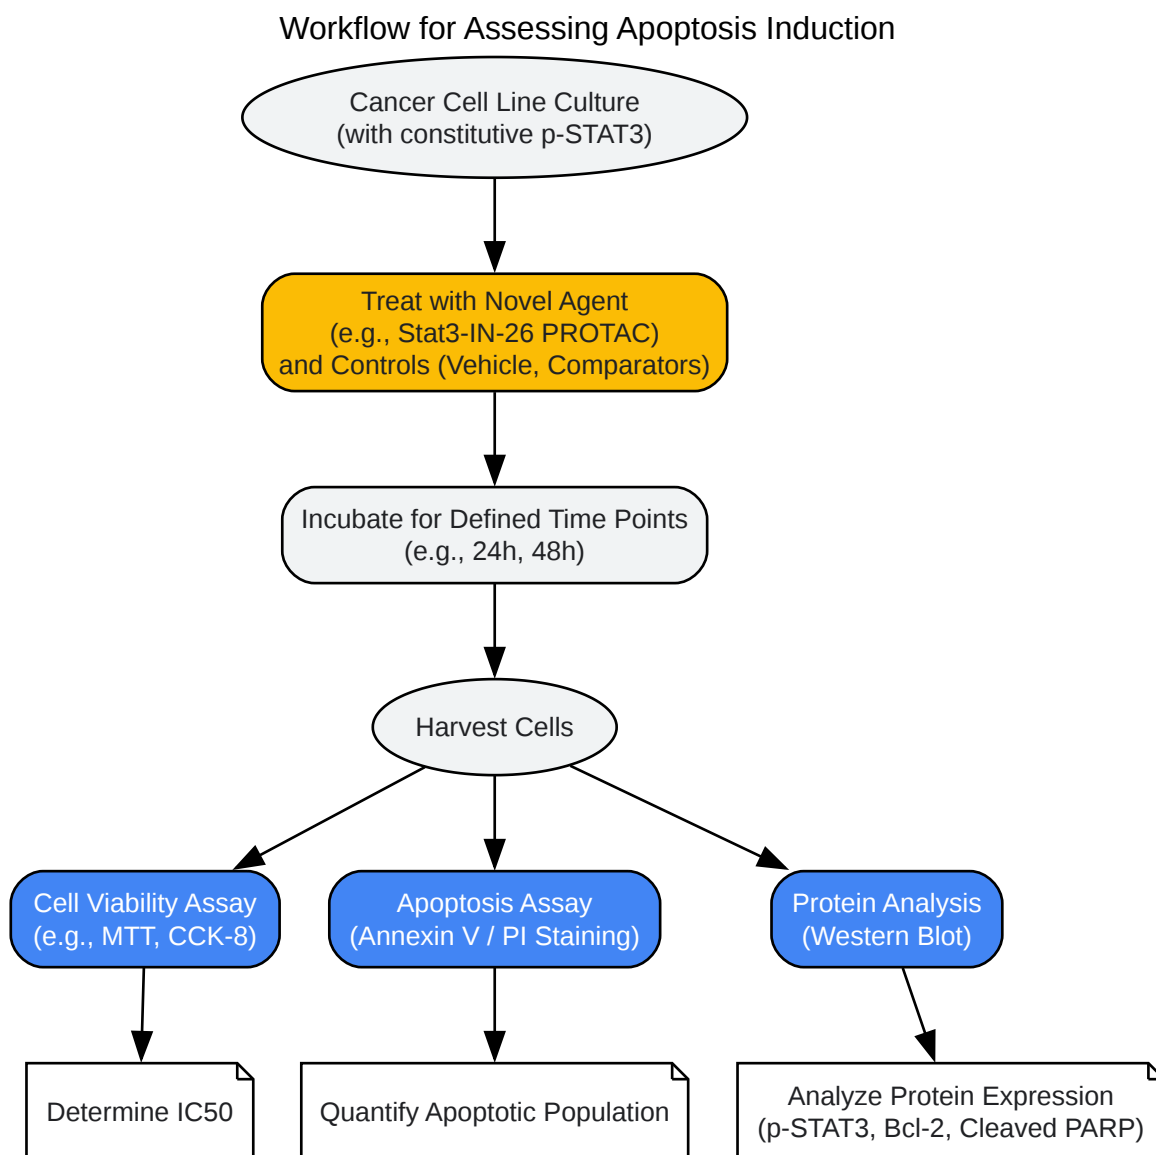 Workflow for Assessing Apoptosis Induction
Cancer Cell Line Culture
(with constitutive p-STAT3)
Treat with Novel Agent
(e.g., Stat3-IN-26 PROTAC)
and Controls (Vehicle, Comparators)
Incubate for Defined Time Points
(e.g., 24h, 48h)
Harvest Cells
Cell Viability Assay
(e.g., MTT, CCK-8)
Apoptosis Assay
(Annexin V / PI Staining)
Protein Analysis
(Western Blot)
Determine IC50
Quantify Apoptotic Population
Analyze Protein Expression
(p-STAT3, Bcl-2, Cleaved PARP)